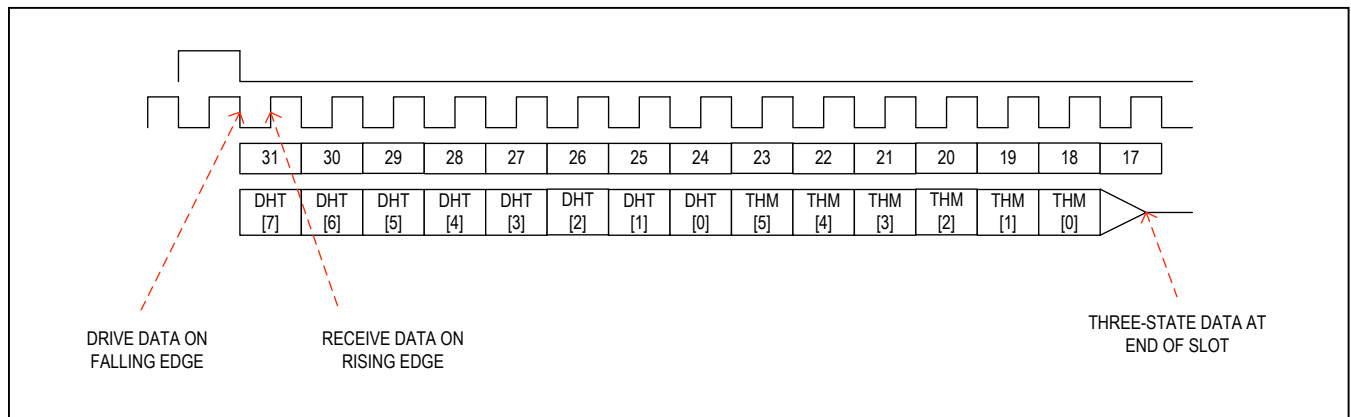 31 30 29 28 27 26 25 24 23 22 21 20 19 18 17
DHT DHT DHT DHT DHT DHT DHT DHT THM THM THM THM THM THM
[7] [6] [5] [4] [3] [2] [1] [0] [5] [4] [3] [2] [1] [0]
DRIVE DATA ON
FALLING EDGE
RECEIVE DATA ON
RISING EDGE
THREE-STATE DATA AT
END OF SLOT